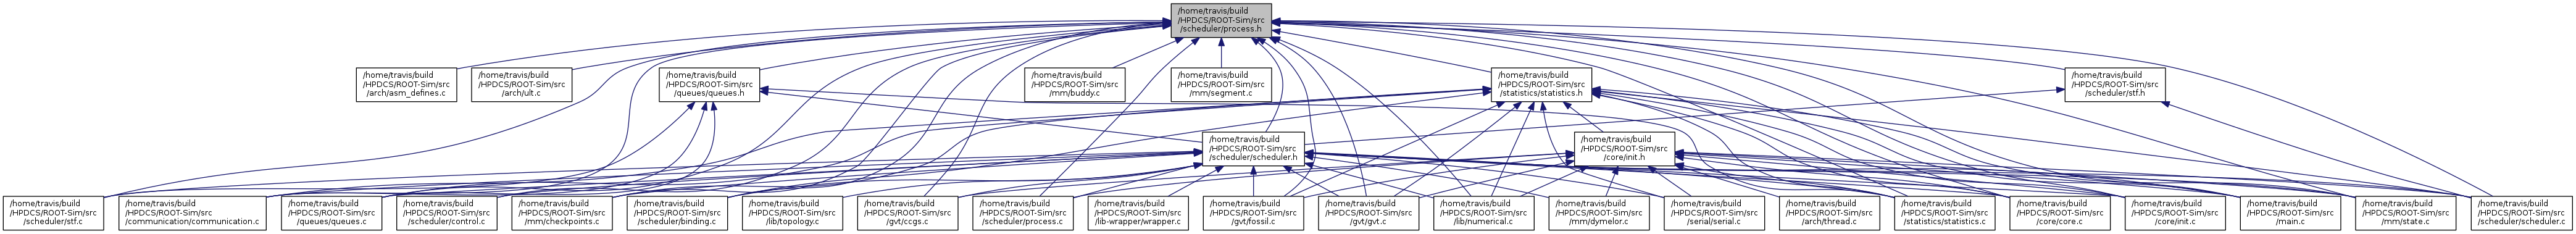 /home/travis/build
/HPDCS/ROOT-Sim/src
/scheduler/process.h
/home/travis/build
/HPDCS/ROOT-Sim/src
/arch/asm_defines.c
/home/travis/build
/HPDCS/ROOT-Sim/src
/arch/ult.c
/home/travis/build
/HPDCS/ROOT-Sim/src
/queues/queues.h
/home/travis/build
/HPDCS/ROOT-Sim/src
/mm/buddy.c
/home/travis/build
/HPDCS/ROOT-Sim/src
/mm/segment.c
/home/travis/build
/HPDCS/ROOT-Sim/src
/statistics/statistics.h
/home/travis/build
/HPDCS/ROOT-Sim/src
/scheduler/stf.h
/home/travis/build
/HPDCS/ROOT-Sim/src
/scheduler/scheduler.h
/home/travis/build
/HPDCS/ROOT-Sim/src
/core/init.h
/home/travis/build
/HPDCS/ROOT-Sim/src
/scheduler/stf.c
/home/travis/build
/HPDCS/ROOT-Sim/src
/communication/communication.c
/home/travis/build
/HPDCS/ROOT-Sim/src
/queues/queues.c
/home/travis/build
/HPDCS/ROOT-Sim/src
/scheduler/control.c
/home/travis/build
/HPDCS/ROOT-Sim/src
/mm/checkpoints.c
/home/travis/build
/HPDCS/ROOT-Sim/src
/scheduler/binding.c
/home/travis/build
/HPDCS/ROOT-Sim/src
/lib/topology.c
/home/travis/build
/HPDCS/ROOT-Sim/src
/gvt/ccgs.c
/home/travis/build
/HPDCS/ROOT-Sim/src
/scheduler/process.c
/home/travis/build
/HPDCS/ROOT-Sim/src
/lib-wrapper/wrapper.c
/home/travis/build
/HPDCS/ROOT-Sim/src
/gvt/fossil.c
/home/travis/build
/HPDCS/ROOT-Sim/src
/gvt/gvt.c
/home/travis/build
/HPDCS/ROOT-Sim/src
/lib/numerical.c
/home/travis/build
/HPDCS/ROOT-Sim/src
/mm/dymelor.c
/home/travis/build
/HPDCS/ROOT-Sim/src
/serial/serial.c
/home/travis/build
/HPDCS/ROOT-Sim/src
/arch/thread.c
/home/travis/build
/HPDCS/ROOT-Sim/src
/statistics/statistics.c
/home/travis/build
/HPDCS/ROOT-Sim/src
/core/core.c
/home/travis/build
/HPDCS/ROOT-Sim/src
/core/init.c
/home/travis/build
/HPDCS/ROOT-Sim/src
/main.c
/home/travis/build
/HPDCS/ROOT-Sim/src
/mm/state.c
/home/travis/build
/HPDCS/ROOT-Sim/src
/scheduler/scheduler.c